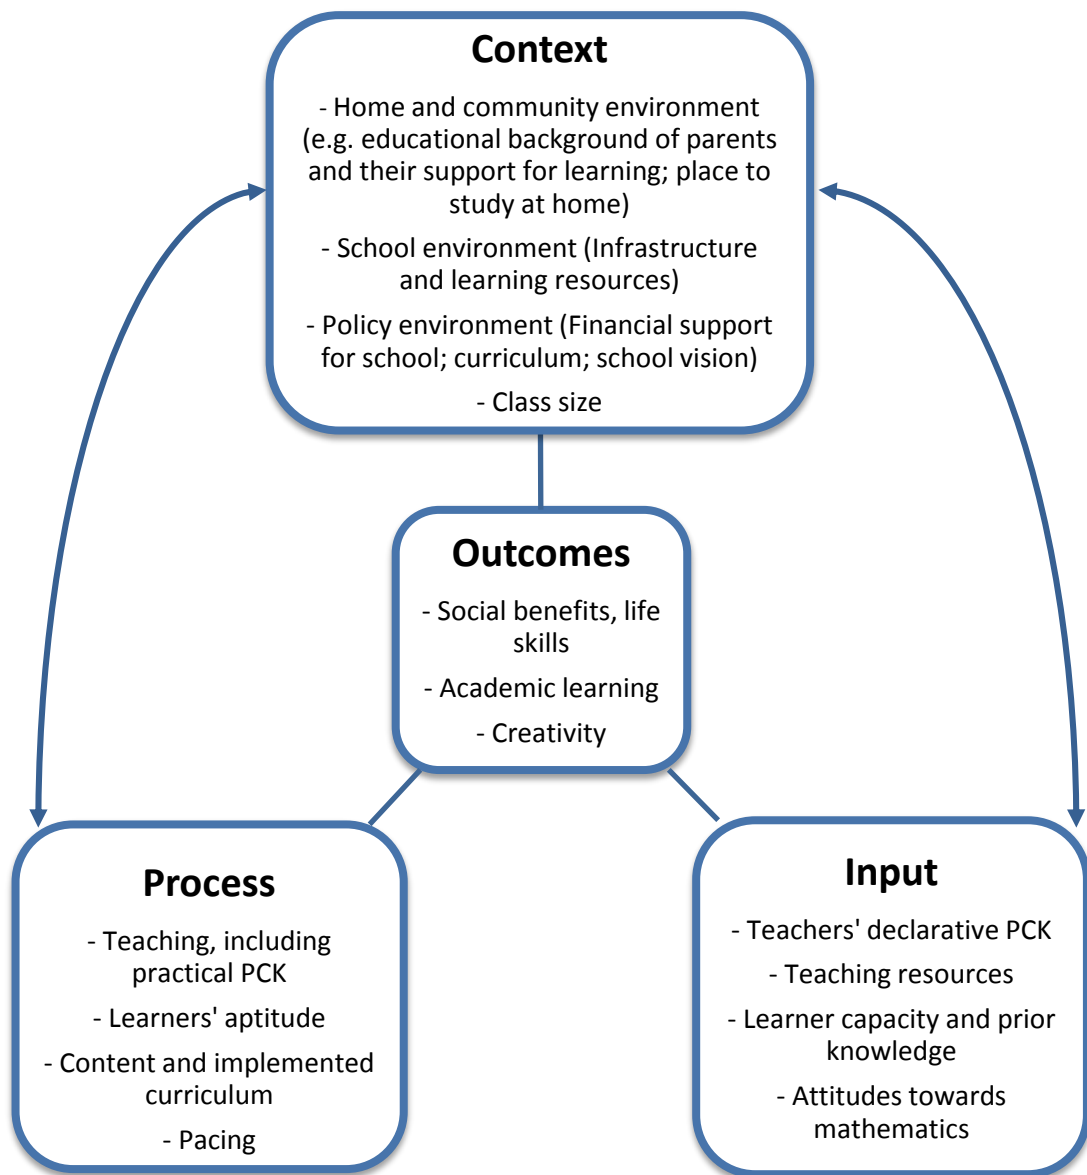 Context
- Home and community environment
(e.g. educational background of parents
and their support for learning; place to
study at home)
- School environment (Infrastructure
and learning resources)
- Policy environment (Financial support
for school; curriculum; school vision)
- Class size
Outcomes
- Social benefits, life
skills
- Academic learning
- Creativity
Process
- Teaching, including
practical PCK
- Learners' aptitude
- Content and implemented
curriculum
- Pacing
Input
- Teachers' declarative PCK
- Teaching resources
- Learner capacity and prior
knowledge
- Attitudes towards
mathematics